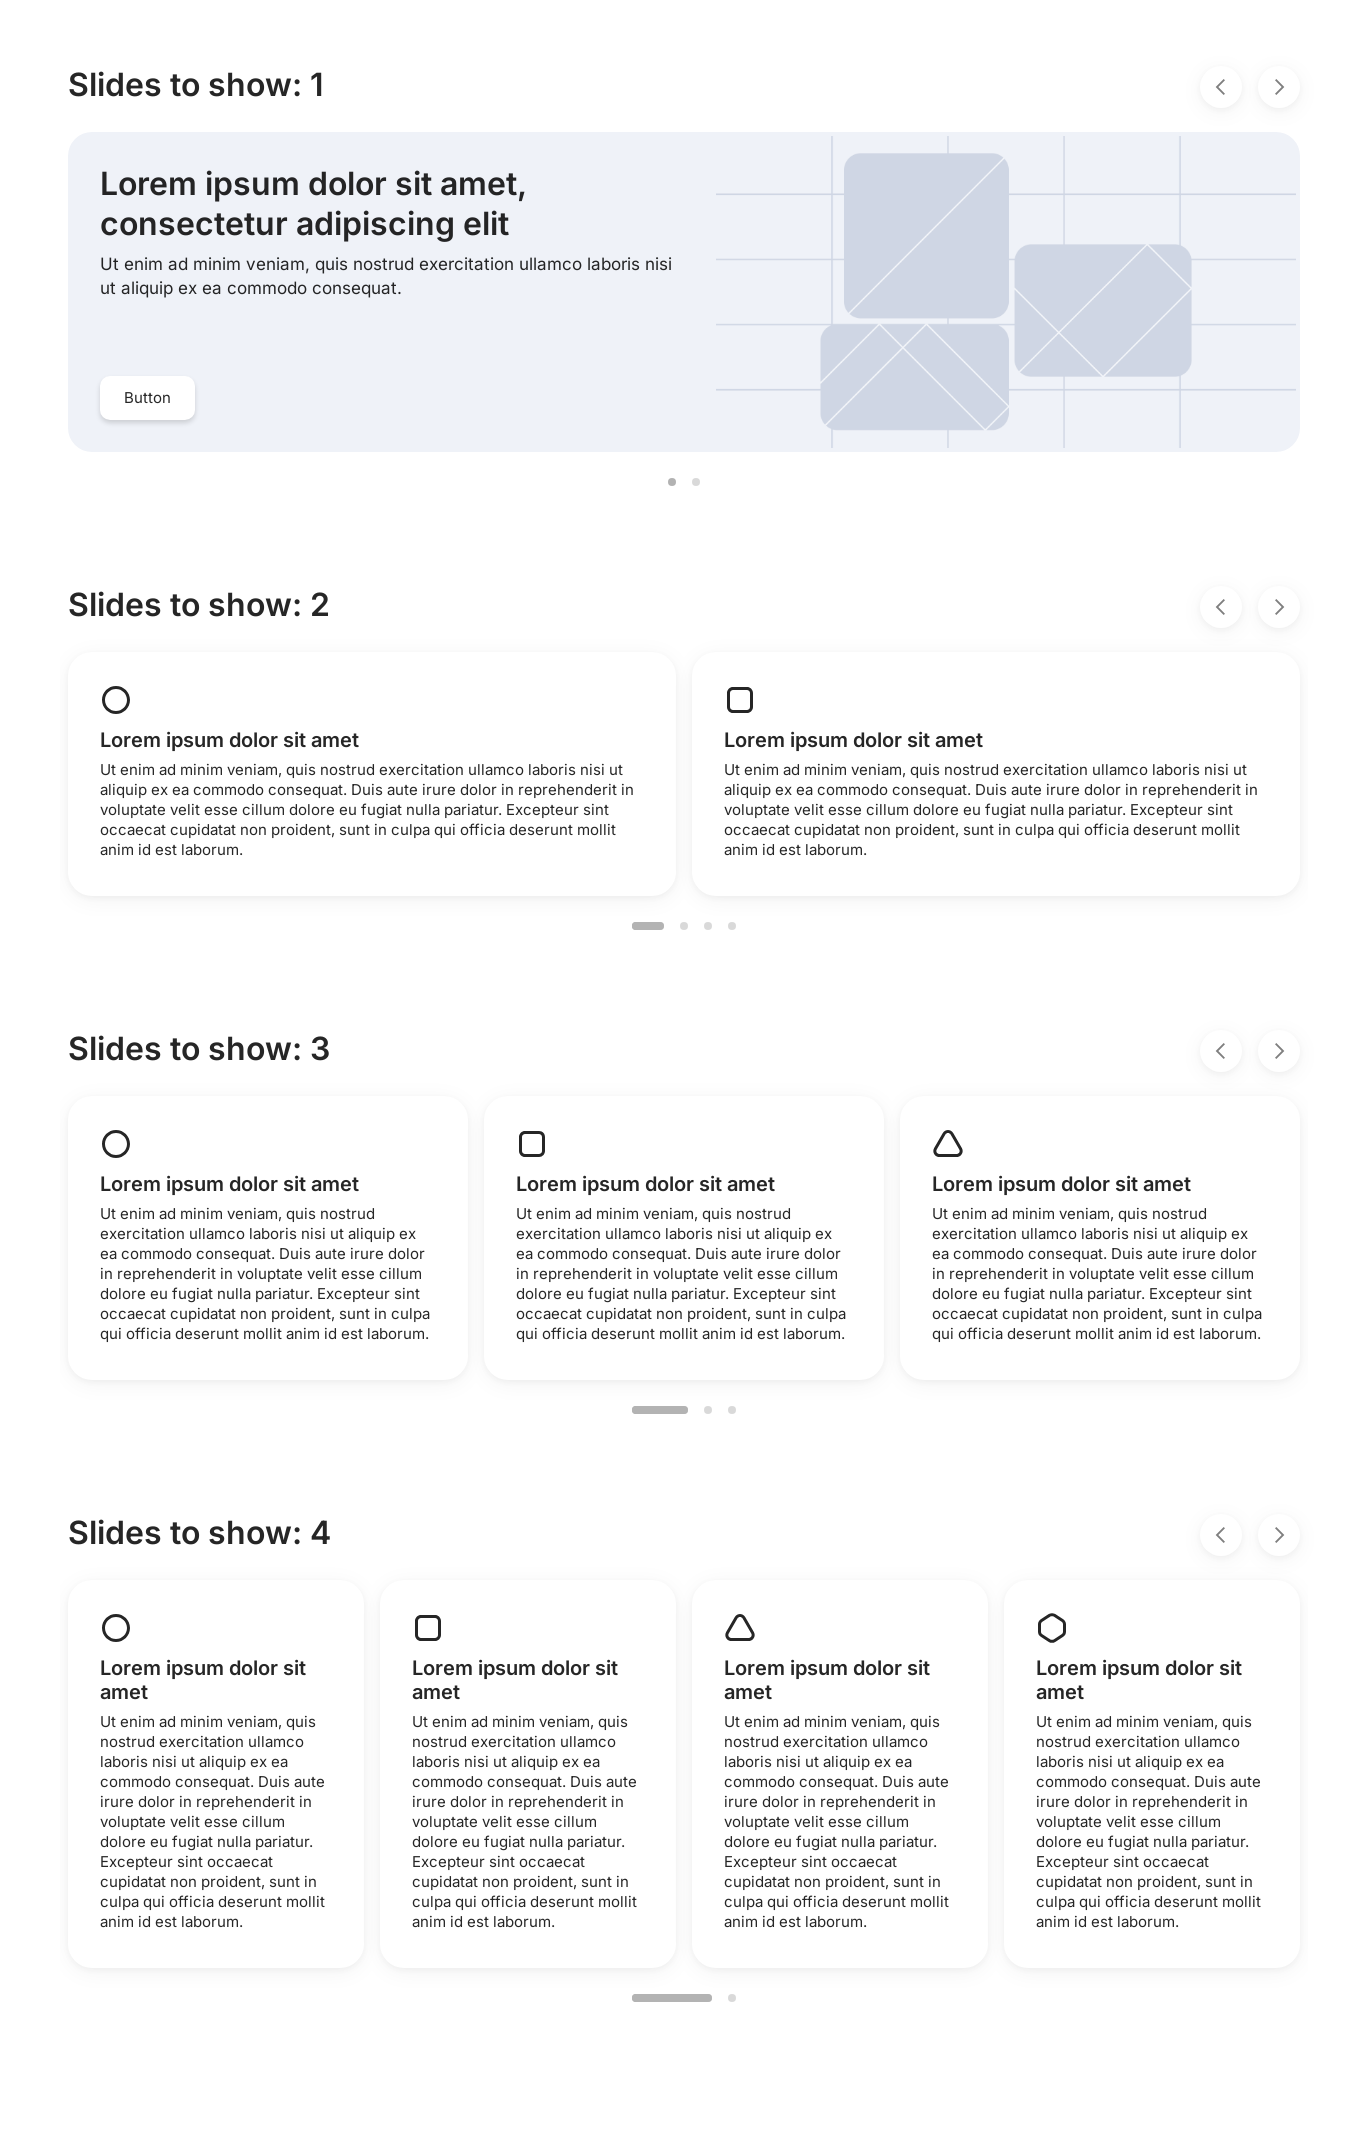 Slides to show: 1
Lorem ipsum dolor sit amet,
consectetur adipiscing elit
Ut enim ad minim veniam, quis nostrud exercitation ullamco laboris nisi
ut aliquip ex ea commodo consequat.
Button
Slides to show: 2
Lorem ipsum dolor sit amet
Ut enim ad minim veniam, quis nostrud exercitation ullamco laboris nisi ut
aliquip ex ea commodo consequat. Duis aute irure dolor in reprehenderit in
voluptate velit esse cillum dolore eu fugiat nulla pariatur. Excepteur sint
occaecat cupidatat non proident, sunt in culpa qui officia deserunt mollit
anim id est laborum.
Lorem ipsum dolor sit amet
Ut enim ad minim veniam, quis nostrud exercitation ullamco laboris nisi ut
aliquip ex ea commodo consequat. Duis aute irure dolor in reprehenderit in
voluptate velit esse cillum dolore eu fugiat nulla pariatur. Excepteur sint
occaecat cupidatat non proident, sunt in culpa qui officia deserunt mollit
anim id est laborum.
Slides to show: 3
Lorem ipsum dolor sit amet
Ut enim ad minim veniam, quis nostrud
exercitation ullamco laboris nisi ut aliquip ex
ea commodo consequat. Duis aute irure dolor
in reprehenderit in voluptate velit esse cillum
dolore eu fugiat nulla pariatur. Excepteur sint
occaecat cupidatat non proident, sunt in culpa
qui officia deserunt mollit anim id est laborum.
Lorem ipsum dolor sit amet
Ut enim ad minim veniam, quis nostrud
exercitation ullamco laboris nisi ut aliquip ex
ea commodo consequat. Duis aute irure dolor
in reprehenderit in voluptate velit esse cillum
dolore eu fugiat nulla pariatur. Excepteur sint
occaecat cupidatat non proident, sunt in culpa
qui officia deserunt mollit anim id est laborum.
Lorem ipsum dolor sit amet
Ut enim ad minim veniam, quis nostrud
exercitation ullamco laboris nisi ut aliquip ex
ea commodo consequat. Duis aute irure dolor
in reprehenderit in voluptate velit esse cillum
dolore eu fugiat nulla pariatur. Excepteur sint
occaecat cupidatat non proident, sunt in culpa
qui officia deserunt mollit anim id est laborum.
Slides to show: 4
Lorem ipsum dolor sit
amet
Ut enim ad minim veniam, quis
nostrud exercitation ullamco
laboris nisi ut aliquip ex ea
commodo consequat. Duis aute
irure dolor in reprehenderit in
voluptate velit esse cillum
dolore eu fugiat nulla pariatur.
Excepteur sint occaecat
cupidatat non proident, sunt in
culpa qui officia deserunt mollit
anim id est laborum.
Lorem ipsum dolor sit
amet
Ut enim ad minim veniam, quis
nostrud exercitation ullamco
laboris nisi ut aliquip ex ea
commodo consequat. Duis aute
irure dolor in reprehenderit in
voluptate velit esse cillum
dolore eu fugiat nulla pariatur.
Excepteur sint occaecat
cupidatat non proident, sunt in
culpa qui officia deserunt mollit
anim id est laborum.
Lorem ipsum dolor sit
amet
Ut enim ad minim veniam, quis
nostrud exercitation ullamco
laboris nisi ut aliquip ex ea
commodo consequat. Duis aute
irure dolor in reprehenderit in
voluptate velit esse cillum
dolore eu fugiat nulla pariatur.
Excepteur sint occaecat
cupidatat non proident, sunt in
culpa qui officia deserunt mollit
anim id est laborum.
Lorem ipsum dolor sit
amet
Ut enim ad minim veniam, quis
nostrud exercitation ullamco
laboris nisi ut aliquip ex ea
commodo consequat. Duis aute
irure dolor in reprehenderit in
voluptate velit esse cillum
dolore eu fugiat nulla pariatur.
Excepteur sint occaecat
cupidatat non proident, sunt in
culpa qui officia deserunt mollit
anim id est laborum.